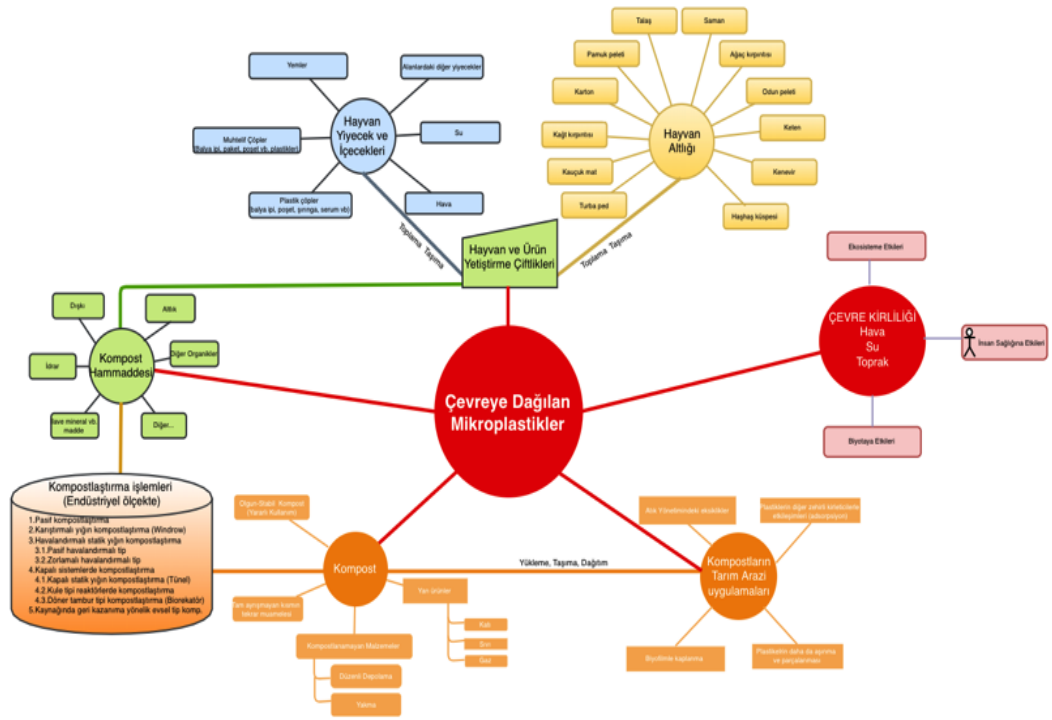 Talaş
Saman
Pamuk peleti
Ağaç kırpıntısı
Karton
Odun peleti
Kağıt kırpıntısı
Keten
Kauçuk mat
Kenevir
Turba ped
Haşhaş küspesi
Hayvan
Altlığı
Yemler
Alanlardaki diğer yiyecekler
Muhtelif Çöpler
(Balya ipi, paket, poşet vb. plastikler)
Su
Plastik çöpler
balya ipi, poşet, şırınga, serum vb)
Hava
Hayvan
Yiyecek ve
İçecekleri
Toplama Taşıma
Toplama Taşıma
Hayvan ve Ürün
Yetiştirme Çiftlikleri
Ekosisteme Etkileri
ÇEVRE KİRLİLİĞİ
Hava
Su
Toprak
İnsan Sağlığına Etkileri
Biyotaya Etkileri
Dışkı
Altlık
İdrar
Diğer Organikler
ilave mineral vb.
madde
Diğer...
Kompost
Hammaddesi
Çevreye Dağılan
Mikroplastikler
Kompostlaştırma işlemleri
(Endüstriyel ölçekte)
1.Pasif kompostlaştırma
2.Karıştırmalı yığın kompostlaştırma (Windrow)
3.Havalandırmalı statik yığın kompostlaştırma
3.1.Pasif havalandırmalı tip
3.2.Zorlamalı havalandırmalı tip
4.Kapalı sistemlerde kompostlaştırma
4.1.Kapalı statik yığın kompostlaştırma (Tünel)
4.2.Kule tipi reaktörlerde kompostlaştırma
4.3.Döner tambur tipi kompostlaştırma (Biorekatör)
5.Kaynağında geri kazanıma yönelik evsel tip komp.
Olgun-Stabil Kompost
(Yararlı Kullanım)
Kompost
Tam ayrışmayan kısmın
tekrar muamelesi
Yan ürünler
Katı
Sıvı
Gaz
Kompostlanamayan Malzemeler
Düzenli Depolama
Yakma
Yükleme, Taşıma, Dağıtım
Atık Yönetimindeki eksiklikler
Plastiklerin diğer zehirli kirleticilerle
etkileşimleri (adsorpsiyon)
Kompostların
Tarım Arazi
uygulamaları
Biyofilmle kaplanma
Plastiklerin daha da aşınma
ve parçalanması